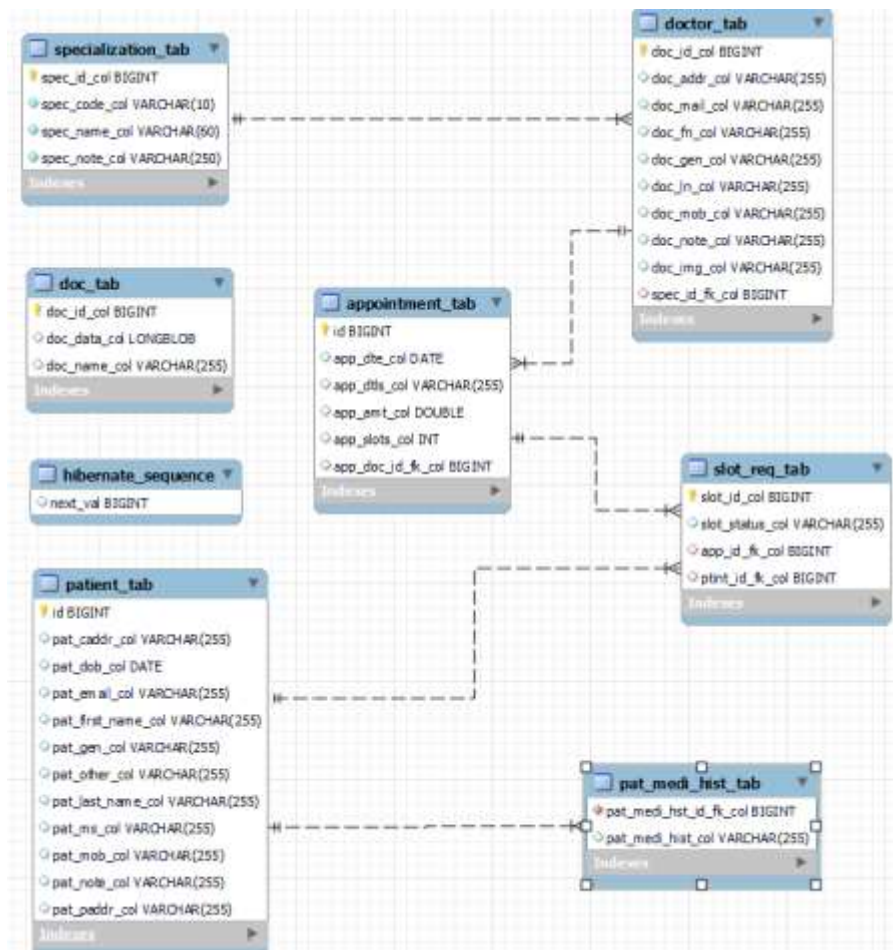 specialization_tab
spec_id_col BIGINT
spec_code_col VARCHAR(10)
spec_name_col VARCHAR(60)
spec_note_col VARCHAR(250)
Indexes
doctor_tab
doc_id_col BIGINT
doc_addr_col VARCHAR(255)
doc_mail_col VARCHAR(255)
doc_fn_col VARCHAR(255)
doc_gen_col VARCHAR(255)
doc_ln_col VARCHAR(255)
doc_mob_col VARCHAR(255)
doc_note_col VARCHAR(255)
doc_img_col VARCHAR(255)
spec_id_fk_col BIGINT
Indexes
doc_tab
doc_id_col BIGINT
doc_data_col LONGBLOB
doc_name_col VARCHAR(255)
Indexes
appointment_tab
id BIGINT
app_dte_col DATE
app_dtls_col VARCHAR(255)
app_amt_col DOUBLE
app_slots_col INT
app_doc_id_fk_col BIGINT
Indexes
hibernate_sequence
next_val BIGINT
slot_req_tab
slot_id_col BIGINT
slot_status_col VARCHAR(255)
app_id_fk_col BIGINT
ptint_id_fk_col BIGINT
Indexes
patient_tab
id BIGINT
pat_caddr_col VARCHAR(255)
pat_dob_col DATE
pat_email_col VARCHAR(255)
pat_first_name_col VARCHAR(255)
pat_gen_col VARCHAR(255)
pat_other_col VARCHAR(255)
pat_last_name_col VARCHAR(255)
pat_ms_col VARCHAR(255)
pat_mob_col VARCHAR(255)
pat_note_col VARCHAR(255)
pat_paddr_col VARCHAR(255)
Indexes
pat_medi_hist_tab
pat_medi_hst_id_fk_col BIGINT
pat_medi_hist_col VARCHAR(255)
Indexes